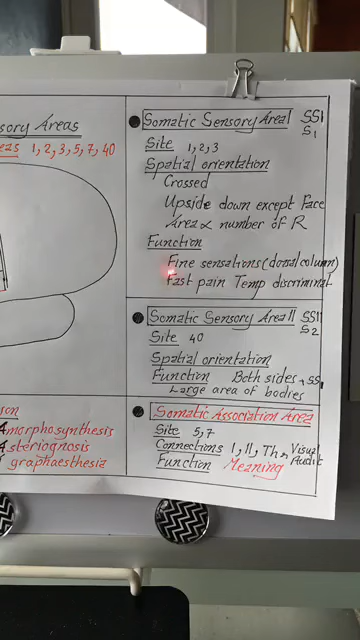 sory Areas
eas 1, 2, 3, 5, 7, 40
Somatic Sensory Area I SSI
S1
Site 1, 2, 3
Spatial orientation
Crossed
Upside down except Face
Area ∝ number of R
Function
Fine sensations (dorsal column)
Fast pain Temp discriminat
Somatic Sensory Area II SSII
S2
Site 40
Spatial orientation
Function Both sides, SS1
Large area of bodies
Somatic Association Area
Site 5, 7
Connections I, II, Th, Visual
Audit
Function Meaning
son
Amorphosynthesis
Asteriognosis
graphaesthesia